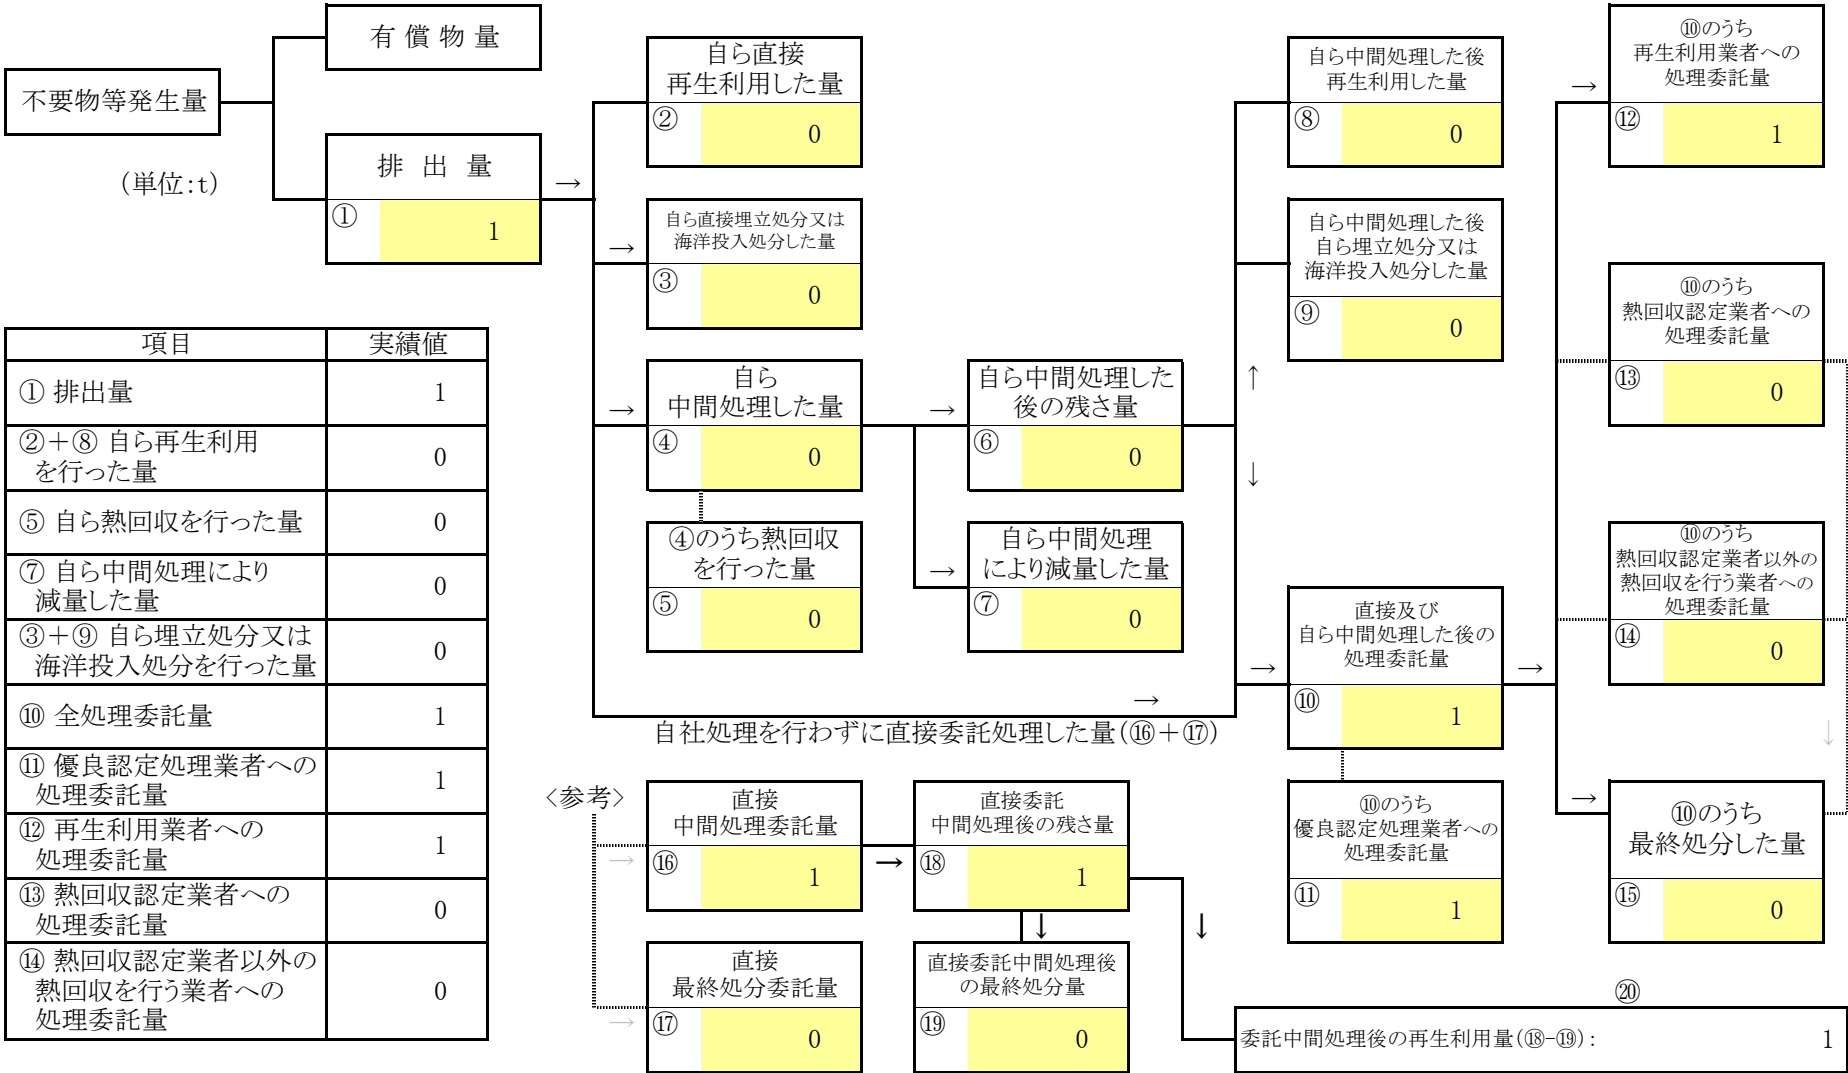 不要物等発生量
(単位:t)
有償物量
排出量
→
①
1
自ら直接
再生利用した量
②
0
→
自ら直接埋立処分又は
海洋投入処分した量
③
0
→
自ら
中間処理した量
④
0
④のうち熱回収
を行った量
⑤
0
→
自ら中間処理した
後の残さ量
⑥
0
→
自ら中間処理
により減量した量
⑦
0
→
自社処理を行わずに直接委託処理した量(⑯+⑰)
↑
↓
自ら中間処理した後
再生利用した量
⑧
0
自ら中間処理した後
自ら埋立処分又は
海洋投入処分した量
⑨
0
→
直接及び
自ら中間処理した後の
処理委託量
⑩
1
→
⑩のうち
優良認定処理業者への
処理委託量
⑪
1
→
⑩のうち
再生利用業者への
処理委託量
⑫
1
⑩のうち
熱回収認定業者への
処理委託量
⑬
0
⑩のうち
熱回収認定業者以外の
熱回収を行う業者への
処理委託量
⑭
0
↓
→
⑩のうち
最終処分した量
⑮
0
項目 実績値
① 排出量 1
②+⑧ 自ら再生利用
を行った量 0
⑤ 自ら熱回収を行った量 0
⑦ 自ら中間処理により
減量した量 0
③+⑨ 自ら埋立処分又は
海洋投入処分を行った量 0
⑩ 全処理委託量 1
⑪ 優良認定処理業者への
処理委託量 1
⑫ 再生利用業者への
処理委託量 1
⑬ 熱回収認定業者への
処理委託量 0
⑭ 熱回収認定業者以外の
熱回収を行う業者への
処理委託量 0
<参考>
→
直接
中間処理委託量
⑯
1
→
直接委託
中間処理後の残さ量
⑱
1
↓
↓
→
直接
最終処分委託量
⑰
0
直接委託中間処理後
の最終処分量
⑲
0
⑳
委託中間処理後の再生利用量(⑱-⑲): 1